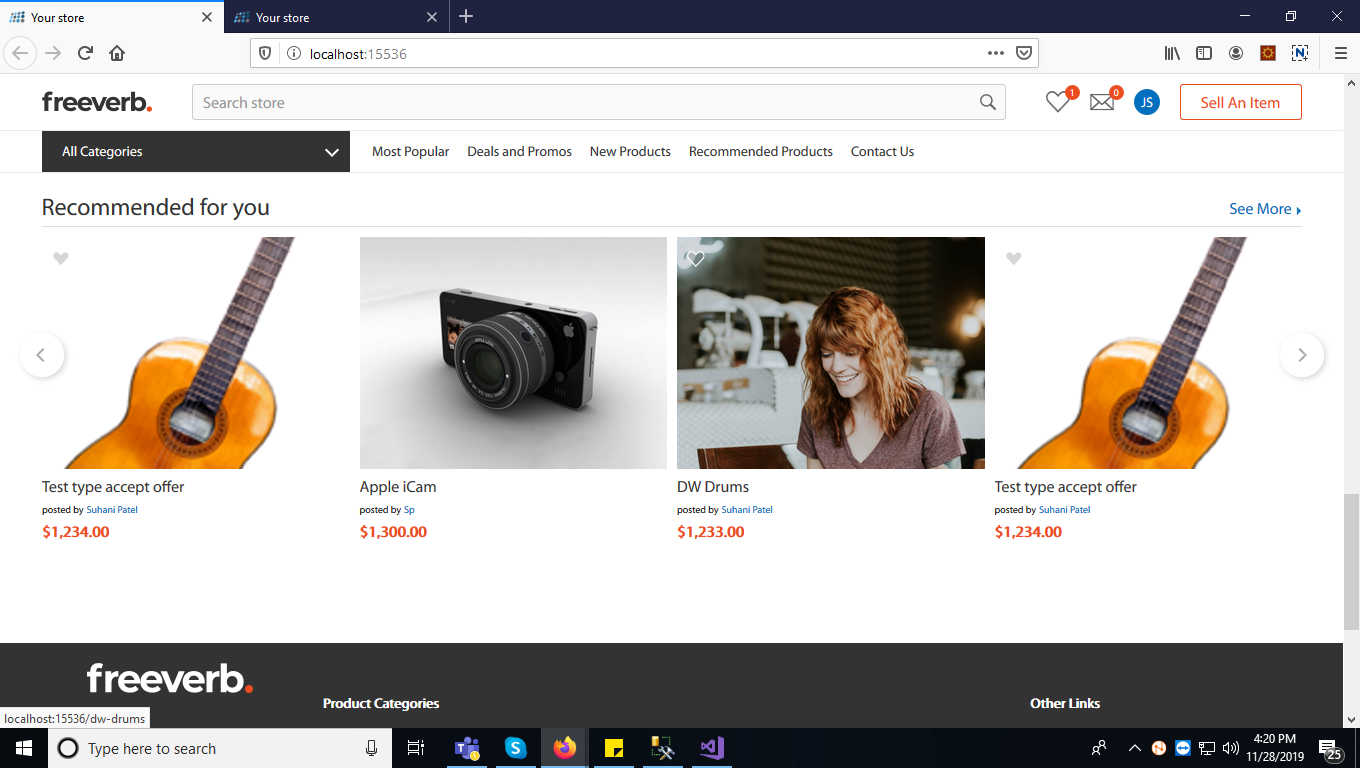 Your store
Your store
localhost:15536
freeverb.
Search store
1
0
JS
Sell An Item
All Categories
Most Popular
Deals and Promos
New Products
Recommended Products
Contact Us
Recommended for you
See More
Test type accept offer
posted by Suhani Patel
$1,234.00
Apple iCam
posted by Sp
$1,300.00
DW Drums
posted by Suhani Patel
$1,233.00
Test type accept offer
posted by Suhani Patel
$1,234.00
freeverb.
Product Categories
Other Links
localhost:15536/dw-drums
Type here to search
4:20 PM
11/28/2019
25